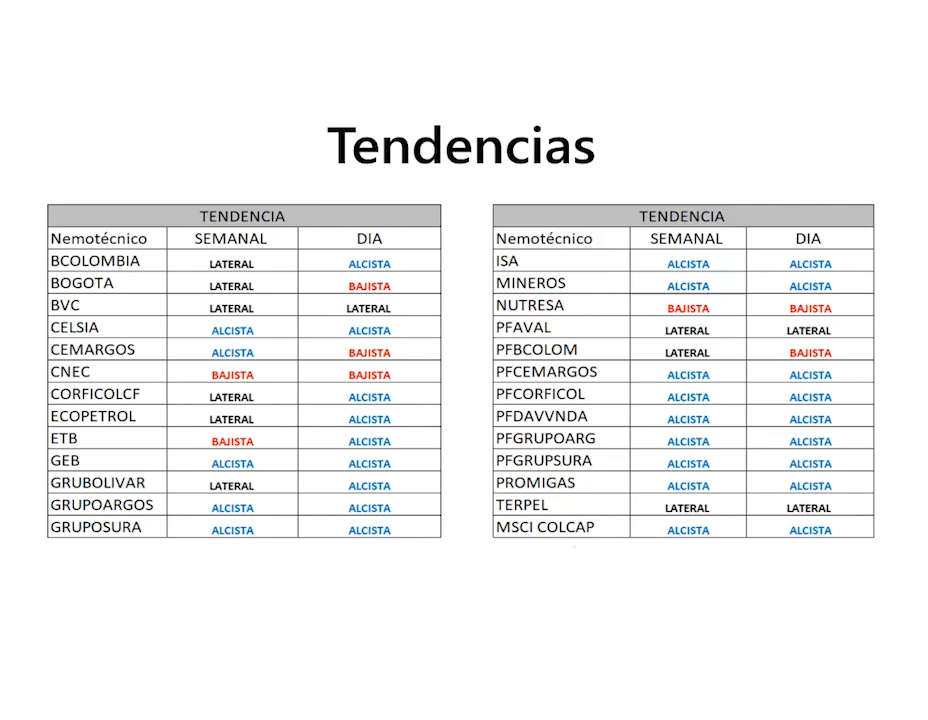 Tendencias
TENDENCIA
Nemotécnico SEMANAL DIA
BCOLOMBIA LATERAL ALCISTA
BOGOTA LATERAL BAJISTA
BVC LATERAL LATERAL
CELSIA ALCISTA ALCISTA
CEMARGOS ALCISTA BAJISTA
CNEC BAJISTA BAJISTA
CORFICOLCF LATERAL ALCISTA
ECOPETROL LATERAL ALCISTA
ETB BAJISTA ALCISTA
GEB ALCISTA ALCISTA
GRUBOLIVAR LATERAL ALCISTA
GRUPOARGOS ALCISTA ALCISTA
GRUPOSURA ALCISTA ALCISTA
TENDENCIA
Nemotécnico SEMANAL DIA
ISA ALCISTA ALCISTA
MINEROS ALCISTA ALCISTA
NUTRESA BAJISTA BAJISTA
PFAVAL LATERAL LATERAL
PFBCOLOM LATERAL BAJISTA
PFCEMARGOS ALCISTA ALCISTA
PFCORFICOL ALCISTA ALCISTA
PFDAVVNDA ALCISTA ALCISTA
PFGRUPOARG ALCISTA ALCISTA
PFGRUPSURA ALCISTA ALCISTA
PROMIGAS ALCISTA ALCISTA
TERPEL LATERAL LATERAL
MSCI COLCAP ALCISTA ALCISTA